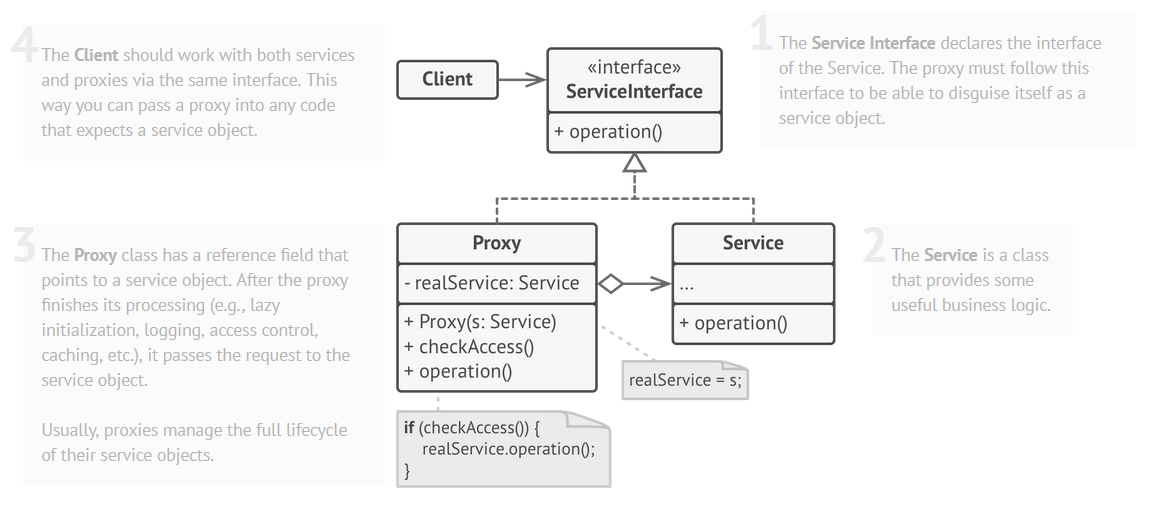 4
The Client should work with both services
and proxies via the same interface. This
way you can pass a proxy into any code
that expects a service object.
Client
«interface»
ServiceInterface
+ operation()
1
The Service Interface declares the interface
of the Service. The proxy must follow this
interface to be able to disguise itself as a
service object.
3
The Proxy class has a reference field that
points to a service object. After the proxy
finishes its processing (e.g., lazy
initialization, logging, access control,
caching, etc.), it passes the request to the
service object.
Usually, proxies manage the full lifecycle
of their service objects.
Proxy
- realService: Service
+ Proxy(s: Service)
+ checkAccess()
+ operation()
if (checkAccess()) {
realService.operation();
}
realService = s;
Service
...
+ operation()
2
The Service is a class
that provides some
useful business logic.